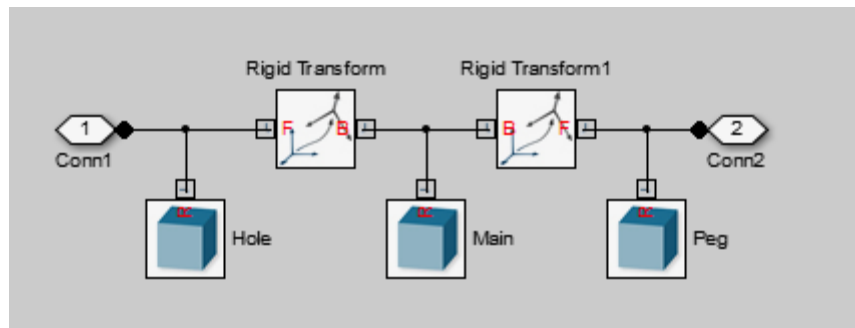 Rigid Transform Rigid Transform1
1 F B B F 2
Conn1 Conn2
R Hole R Main R Peg